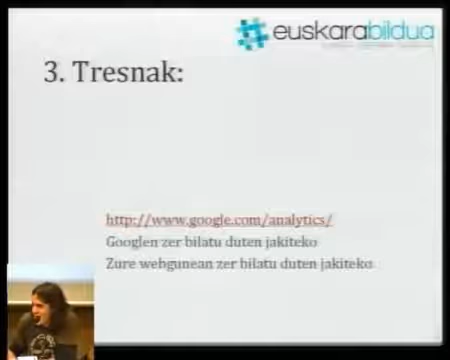 euskarabildua
3. Tresnak:
http://www.google.com/analytics/
Googlen zer bilatu duten jakiteko
Zure webgunean zer bilatu duten jakiteko